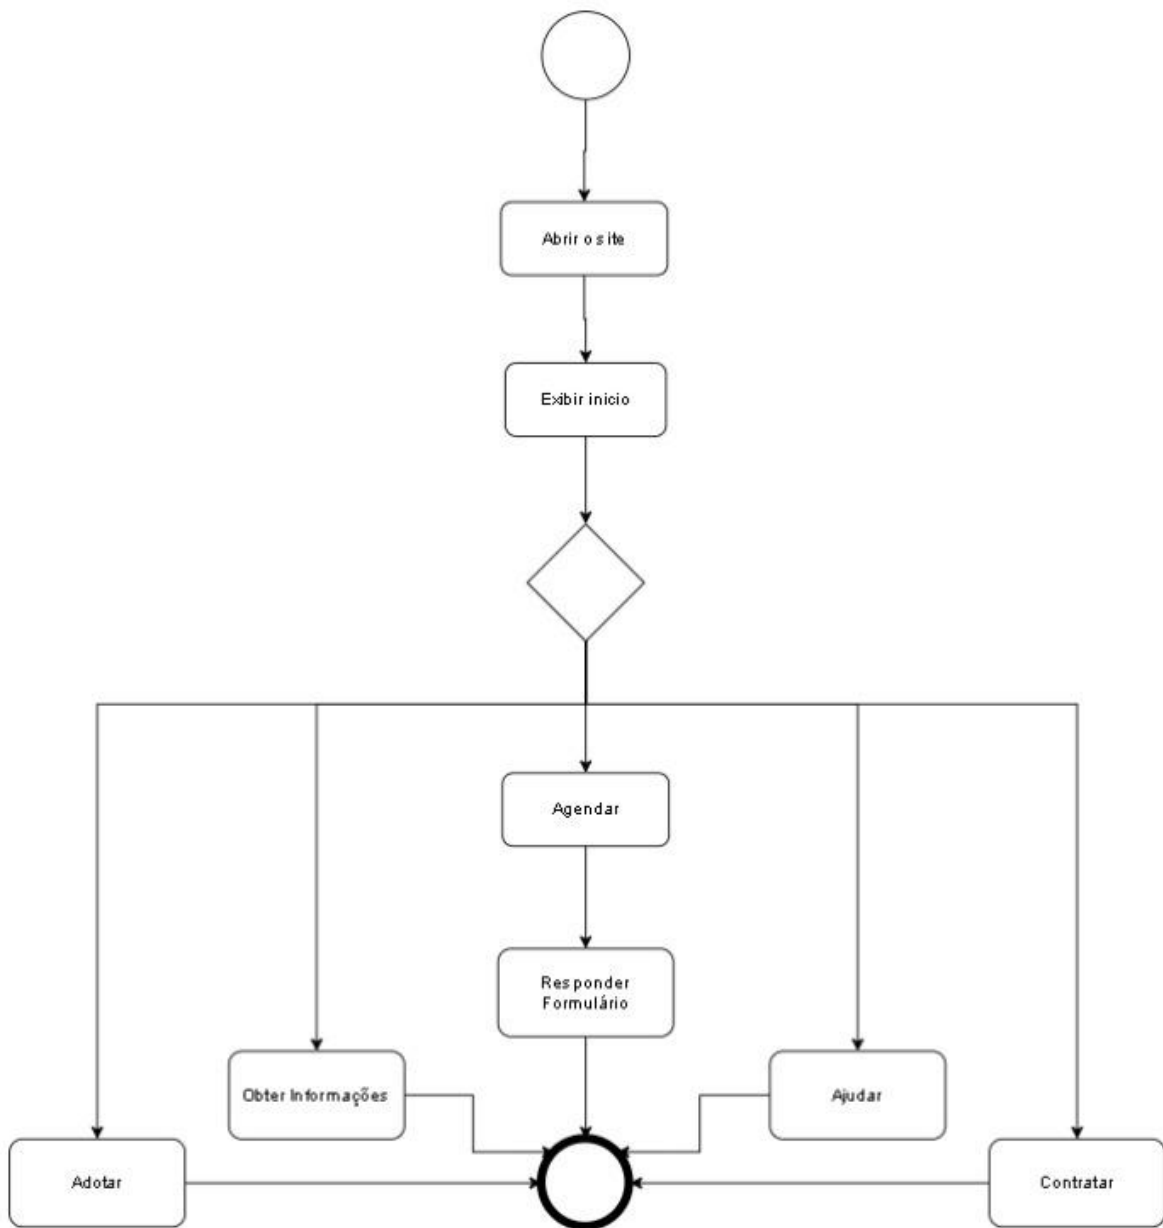 Abrir o site
Exibir inicio
Agendar
Responder
Formulário
Obter Informações
Ajudar
Adotar
Contratar